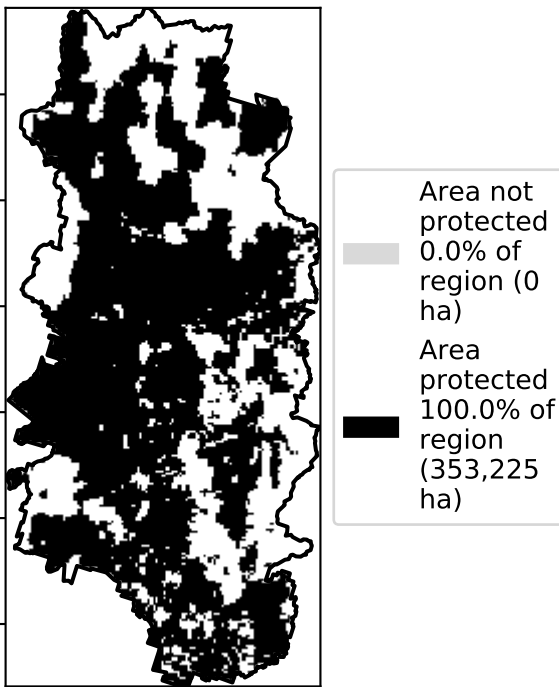 Area not
protected
0.0% of
region (0
ha)
Area
protected
100.0% of
region
(353,225
ha)